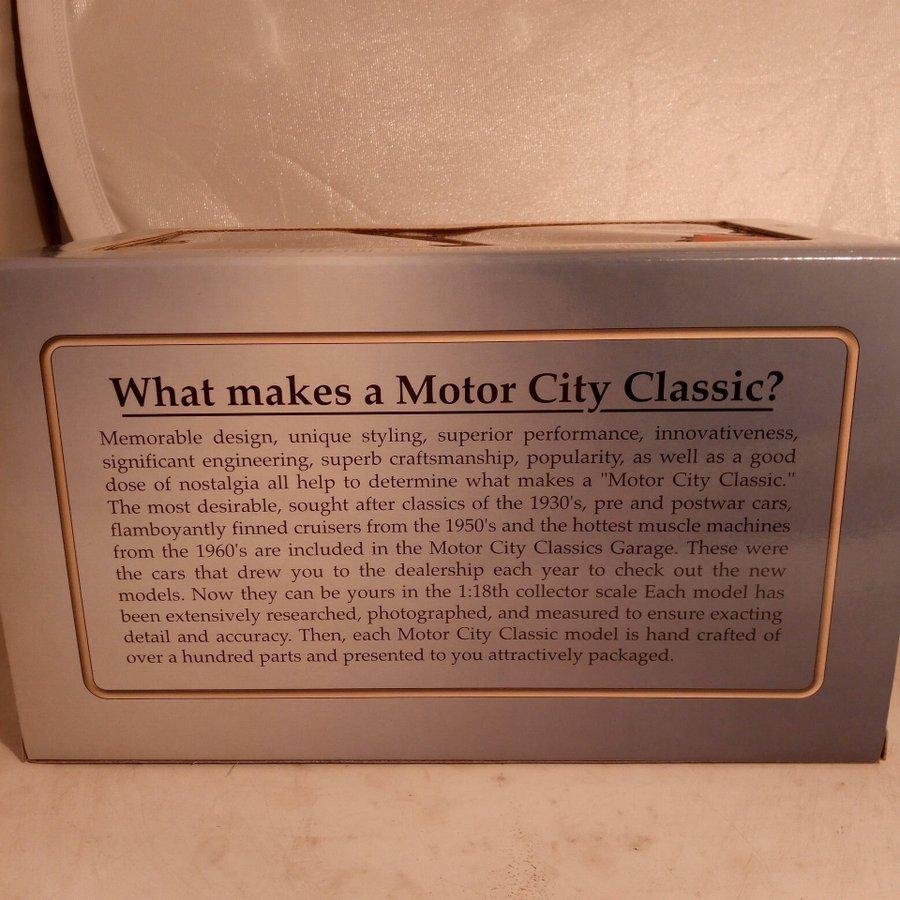 What makes a Motor City Classic?
Memorable design, unique styling, superior performance, innovativeness,
significant engineering, superb craftsmanship, popularity, as well as a good
dose of nostalgia all help to determine what makes a "Motor City Classic."
The most desirable, sought after classics of the 1930's, pre and postwar cars,
flamboyantly finned cruisers from the 1950's and the hottest muscle machines
from the 1960's are included in the Motor City Classics Garage. These were
the cars that drew you to the dealership each year to check out the new
models. Now they can be yours in the 1:18th collector scale Each model has
been extensively researched, photographed, and measured to ensure exacting
detail and accuracy. Then, each Motor City Classic model is hand crafted of
over a hundred parts and presented to you attractively packaged.